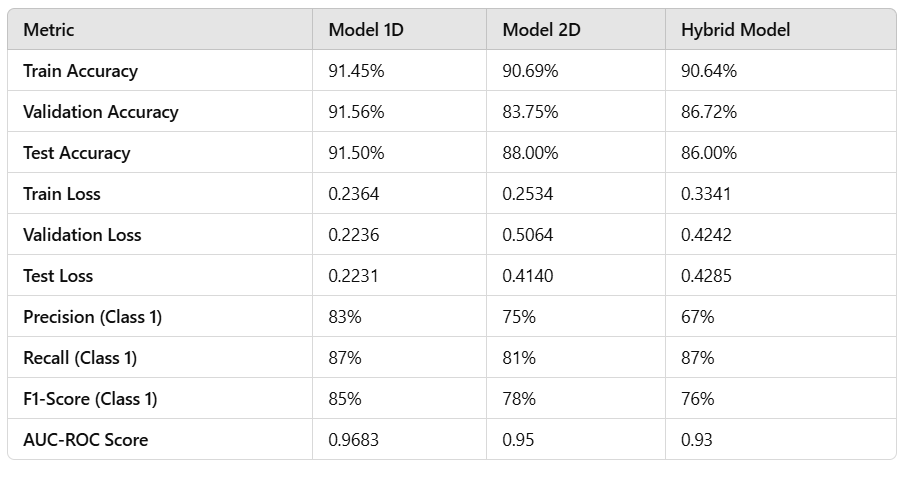 Metric Model 1D Model 2D Hybrid Model
Train Accuracy 91.45% 90.69% 90.64%
Validation Accuracy 91.56% 83.75% 86.72%
Test Accuracy 91.50% 88.00% 86.00%
Train Loss 0.2364 0.2534 0.3341
Validation Loss 0.2236 0.5064 0.4242
Test Loss 0.2231 0.4140 0.4285
Precision (Class 1) 83% 75% 67%
Recall (Class 1) 87% 81% 87%
F1-Score (Class 1) 85% 78% 76%
AUC-ROC Score 0.9683 0.95 0.93